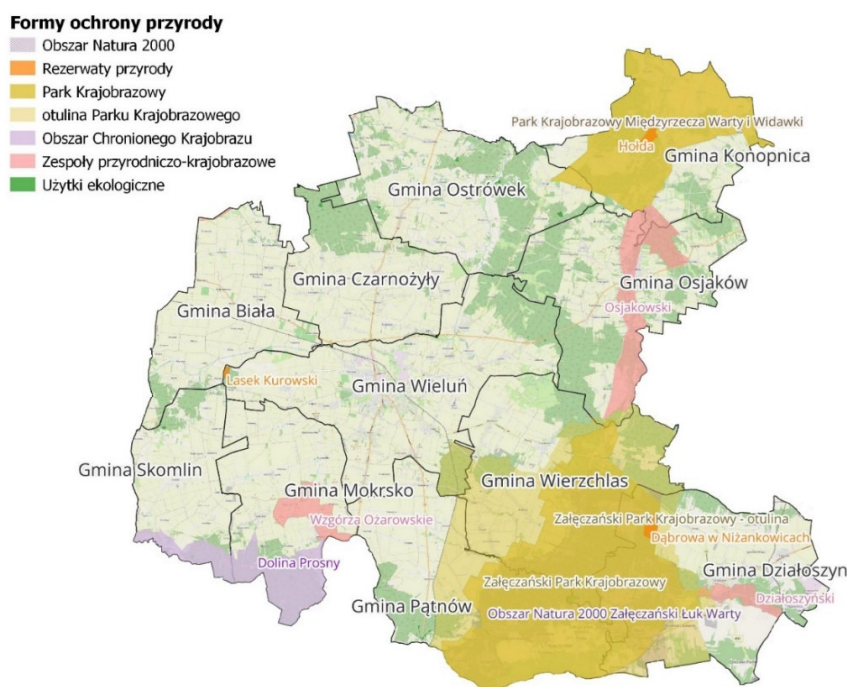 Formy ochrony przyrody
Obszar Natura 2000
Rezerwaty przyrody
Park Krajobrazowy
otulina Parku Krajobrazowego
Obszar Chronionego Krajobrazu
Zespoły przyrodniczo-krajobrazowe
Użytki ekologiczne
Park Krajobrazowy Międzyrzecza Warty i Widawki
Hołda
Gmina Konopnica
Gmina Ostrówek
Gmina Czarnożyły
Gmina Osjaków
Osjakowski
Gmina Biała
Lasek Kurowski
Gmina Wieluń
Gmina Skomlin
Gmina Mokrsko
Gmina Wierzchlas
Wzgórza Ożarowskie
Załęczański Park Krajobrazowy - otulina
Dąbrowa w Niżankowicach
Dolina Prosny
Gmina Działoszyn
Załęczański Park Krajobrazowy
Działoszyński
Gmina Pątnów
Obszar Natura 2000 Załęczański Łuk Warty